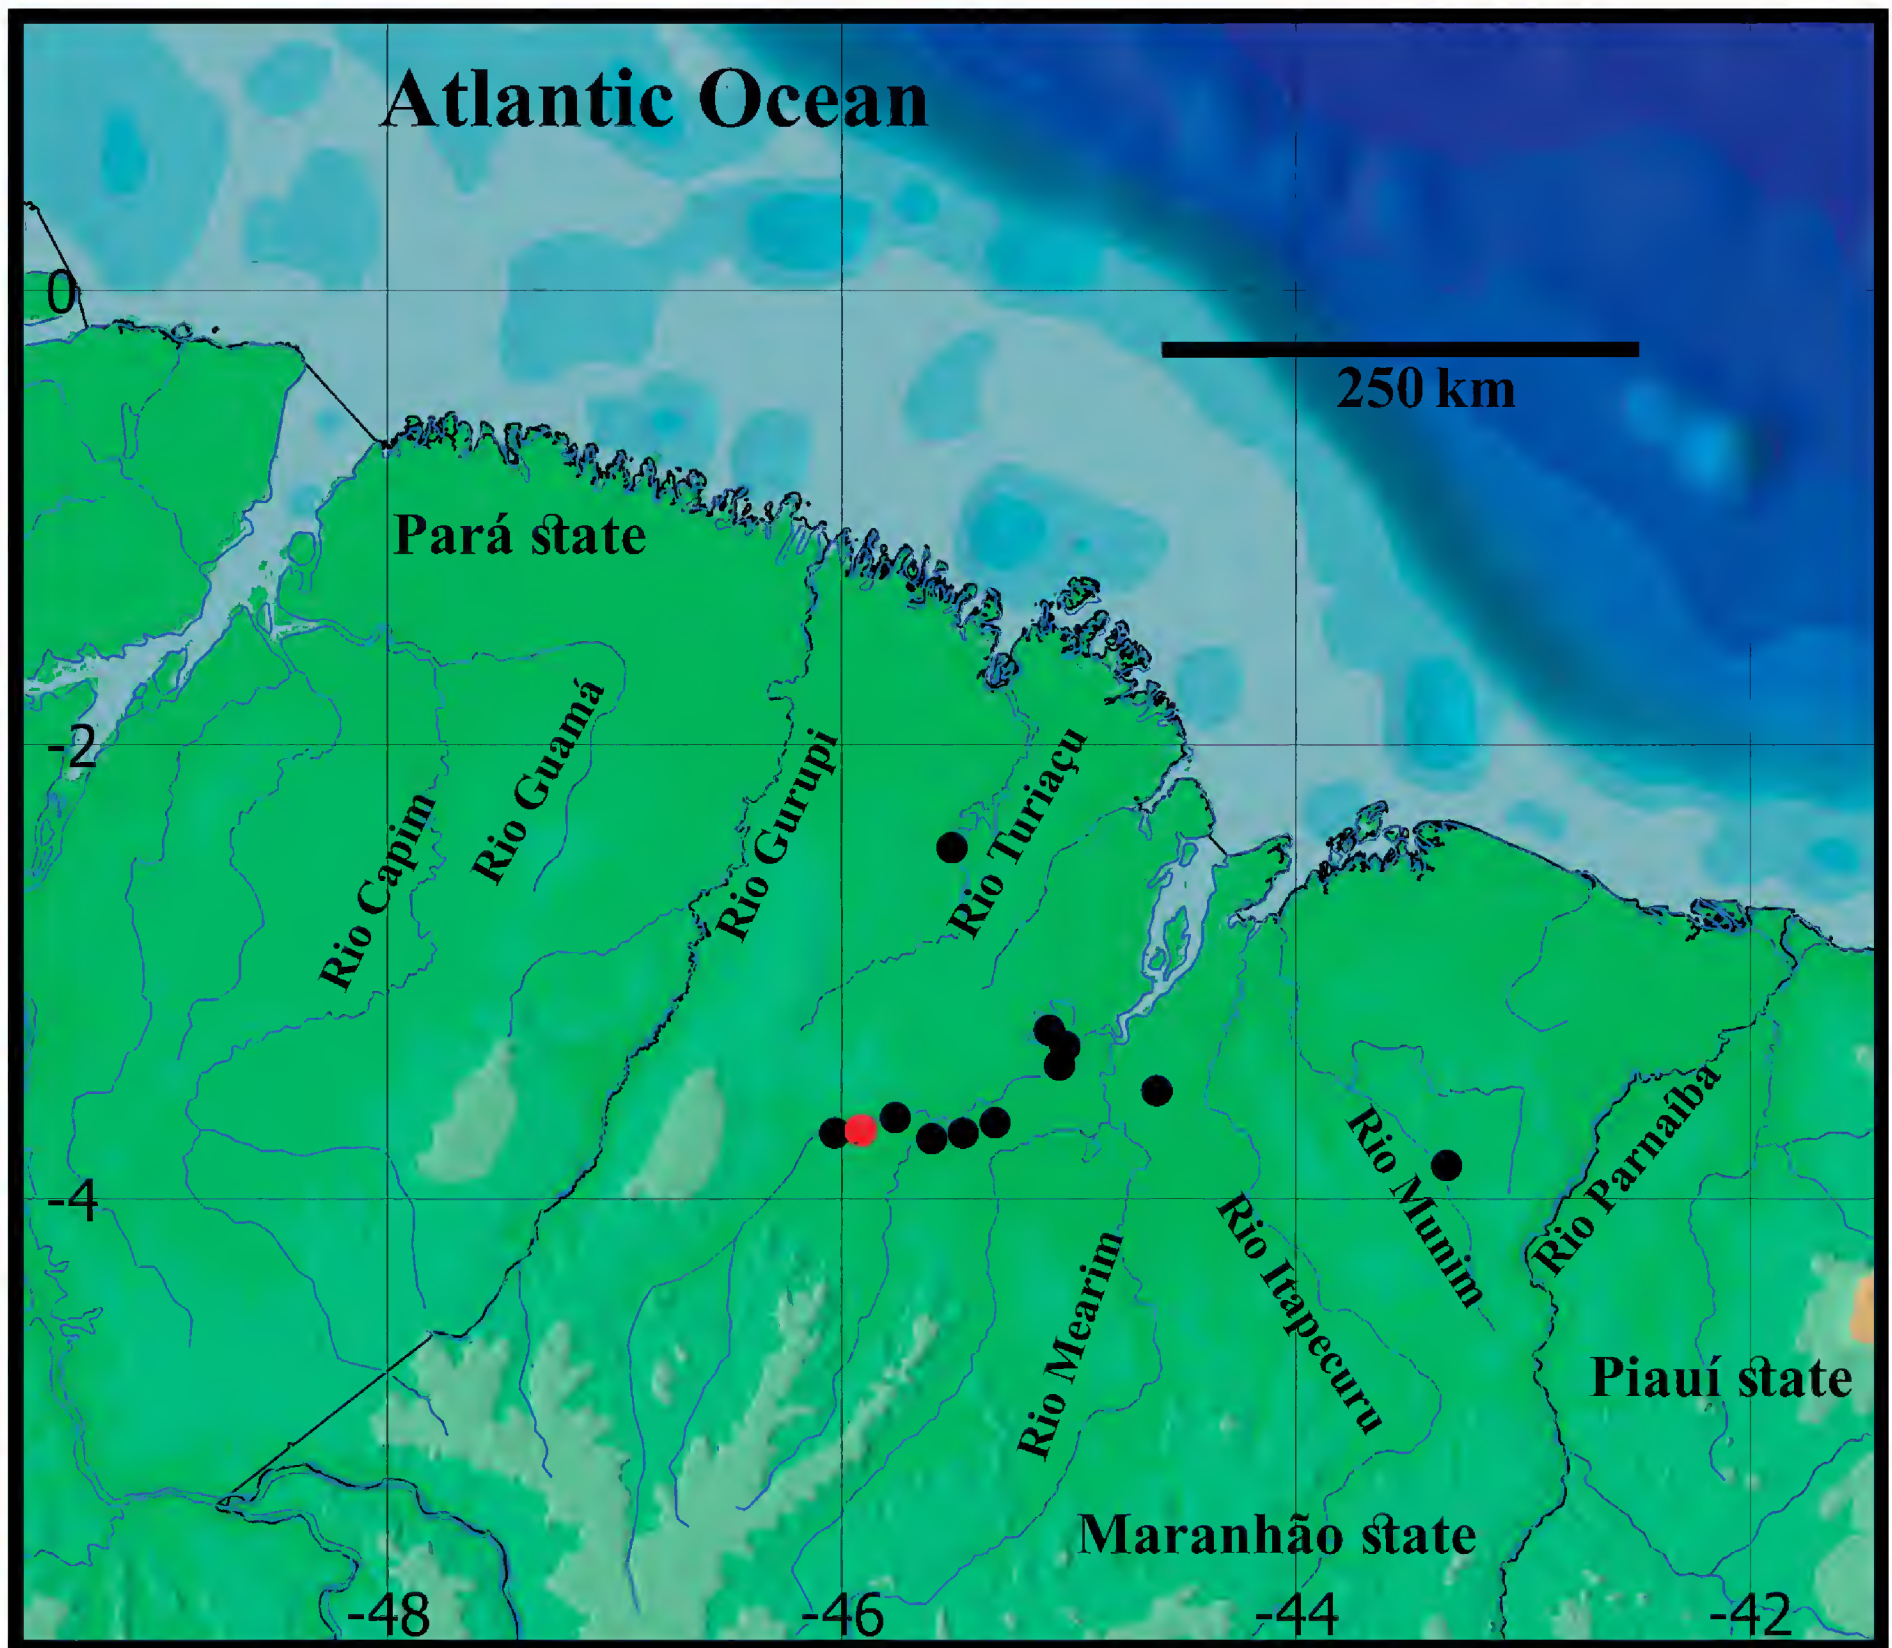 Atlantic Ocean
0
250 km
Pará state
-2
Rio Capim
Rio Guamá
Rio Gurupi
Rio Turiaçu
-4
Rio Mearim
Rio Itapecuru
Rio Munim
Rio Parnaíba
Piauí state
Maranhão state
-48
-46
-44
-42